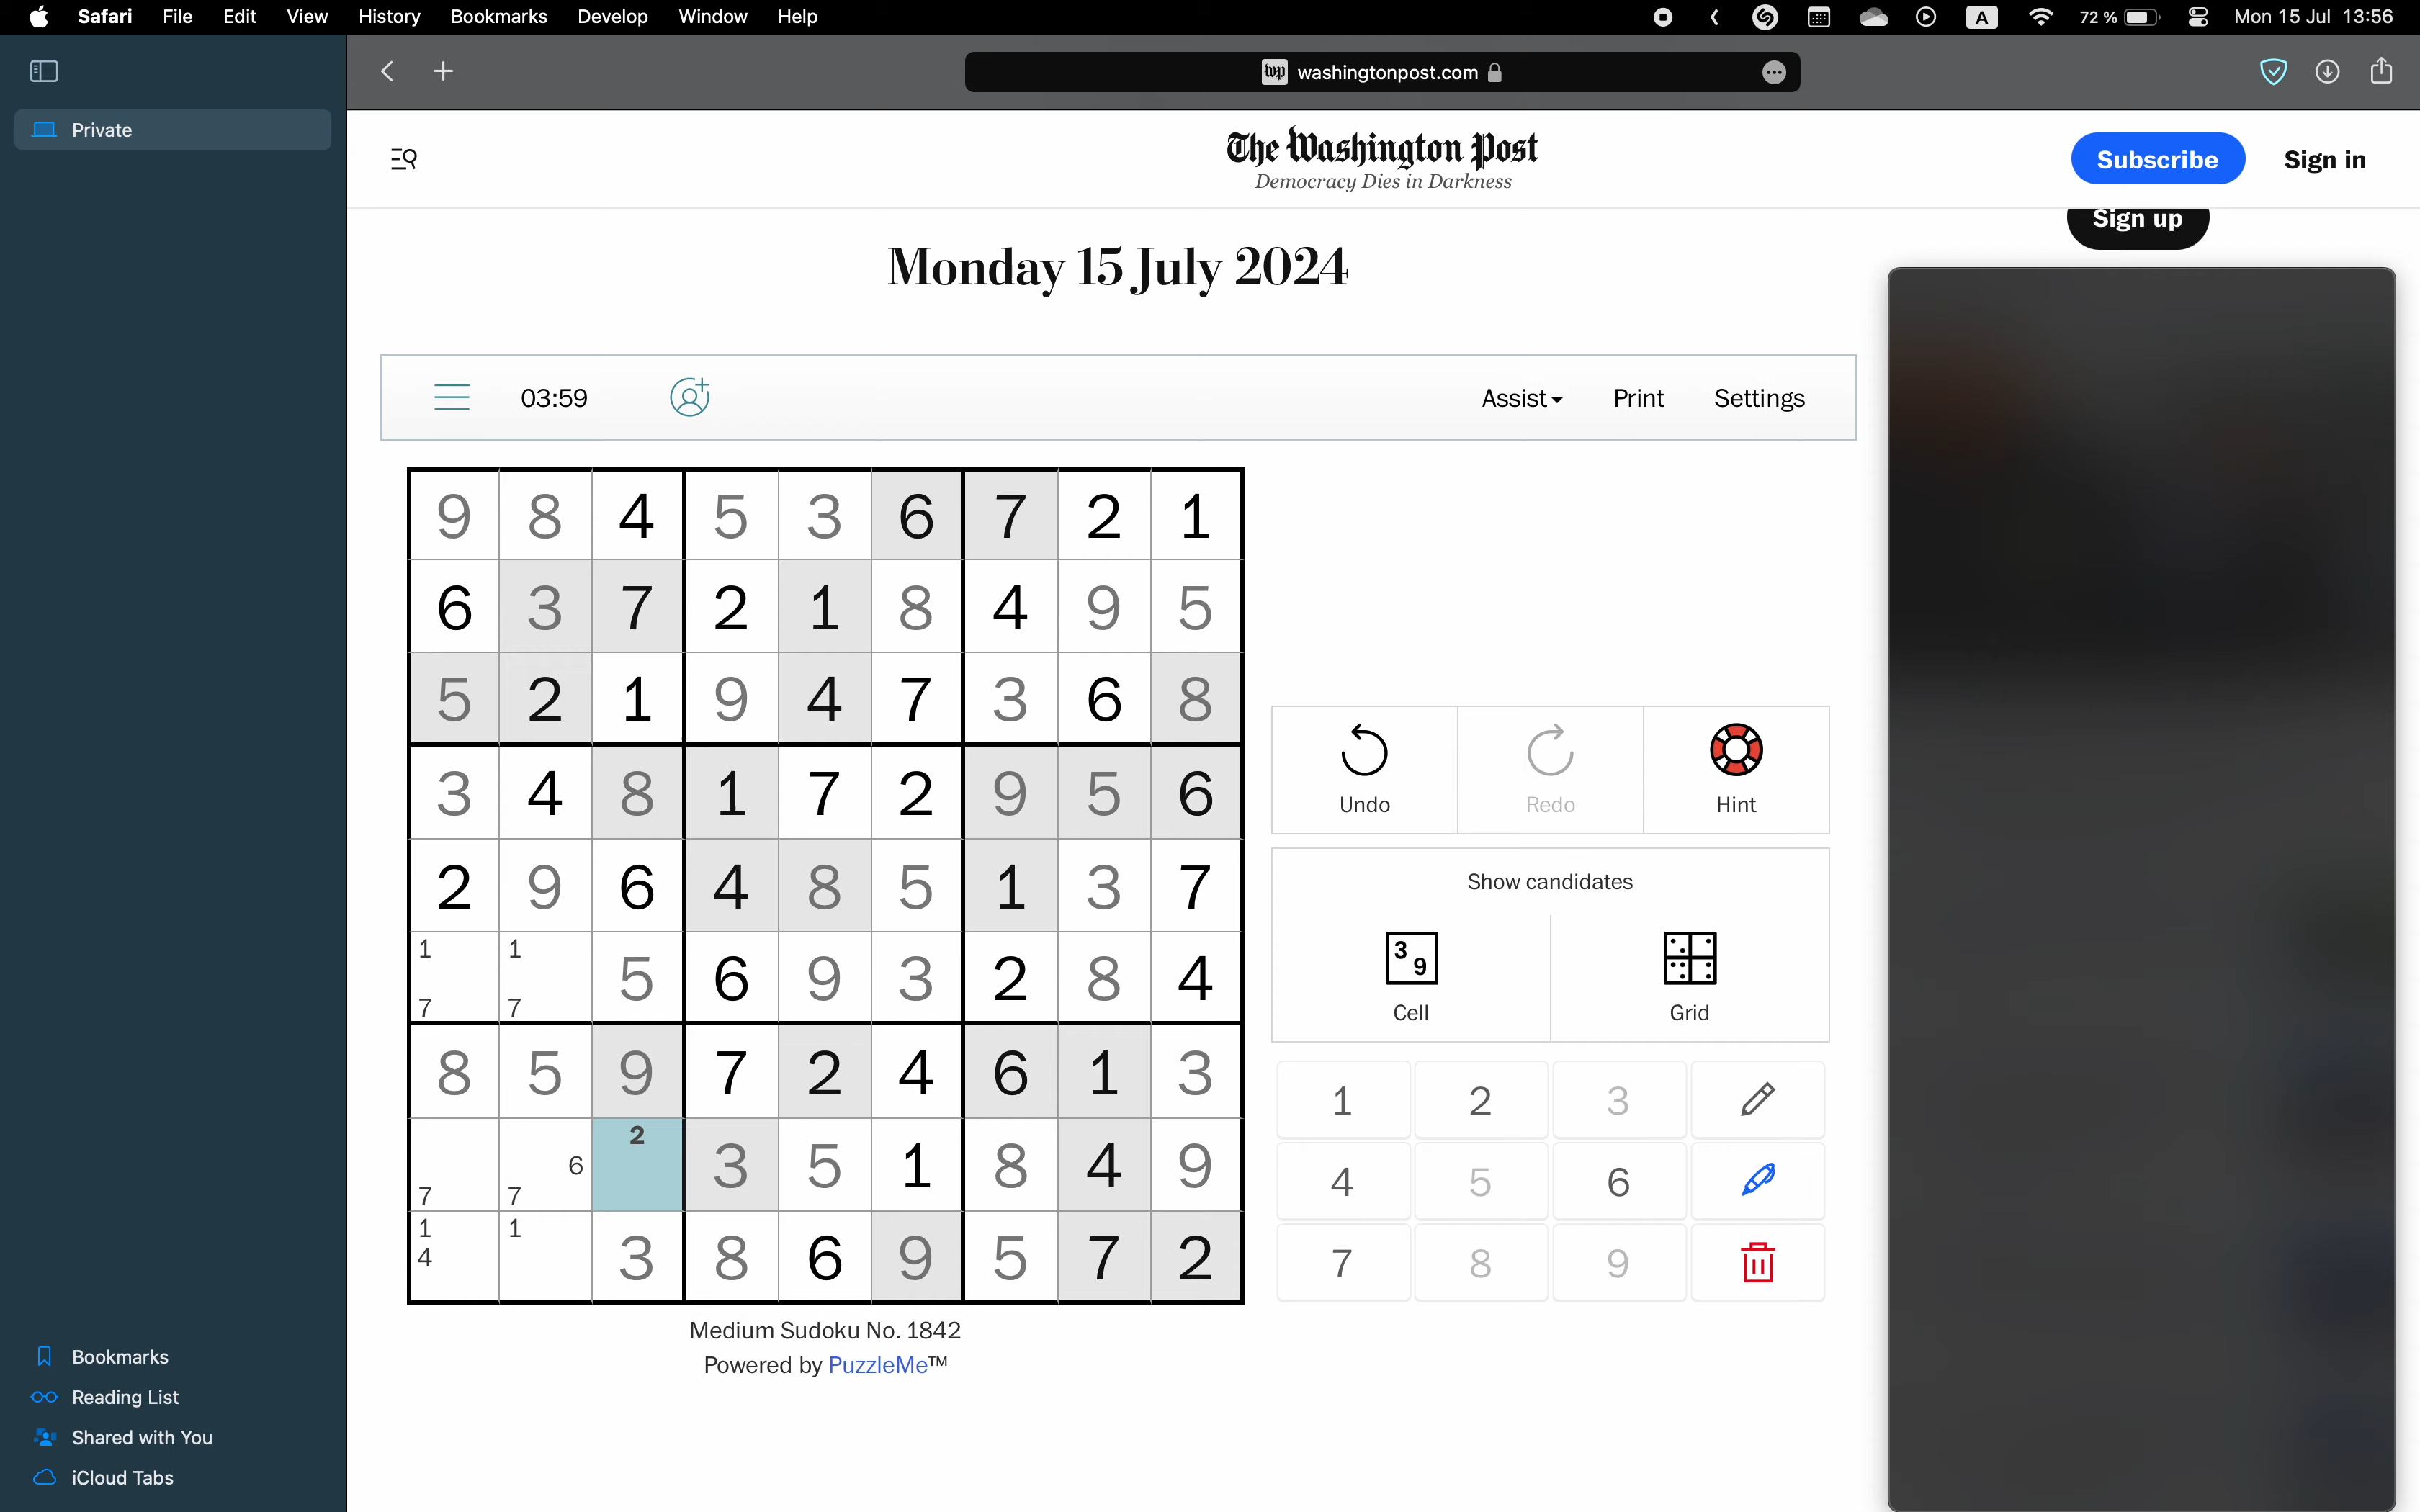 Safari File Edit View History Bookmarks Develop Window Help A 72 % Mon 15 Jul 13:56
wp washingtonpost.com
Private
The Washington Post
Democracy Dies in Darkness
Subscribe Sign in
Sign up
Monday 15 July 2024
03:59 Assist Print Settings
9 8 4 5 3 6 7 2 1
6 3 7 2 1 8 4 9 5
5 2 1 9 4 7 3 6 8
3 4 8 1 7 2 9 5 6
2 9 6 4 8 5 1 3 7
1 7 1 7 5 6 9 3 2 8 4
8 5 9 7 2 4 6 1 3
7 6 7 2 3 5 1 8 4 9
1 4 1 3 8 6 9 5 7 2
Medium Sudoku No. 1842
Powered by PuzzleMe™
Undo Redo Hint
Show candidates
3 9
Cell Grid
1 2 3
4 5 6
7 8 9
Bookmarks
Reading List
Shared with You
iCloud Tabs